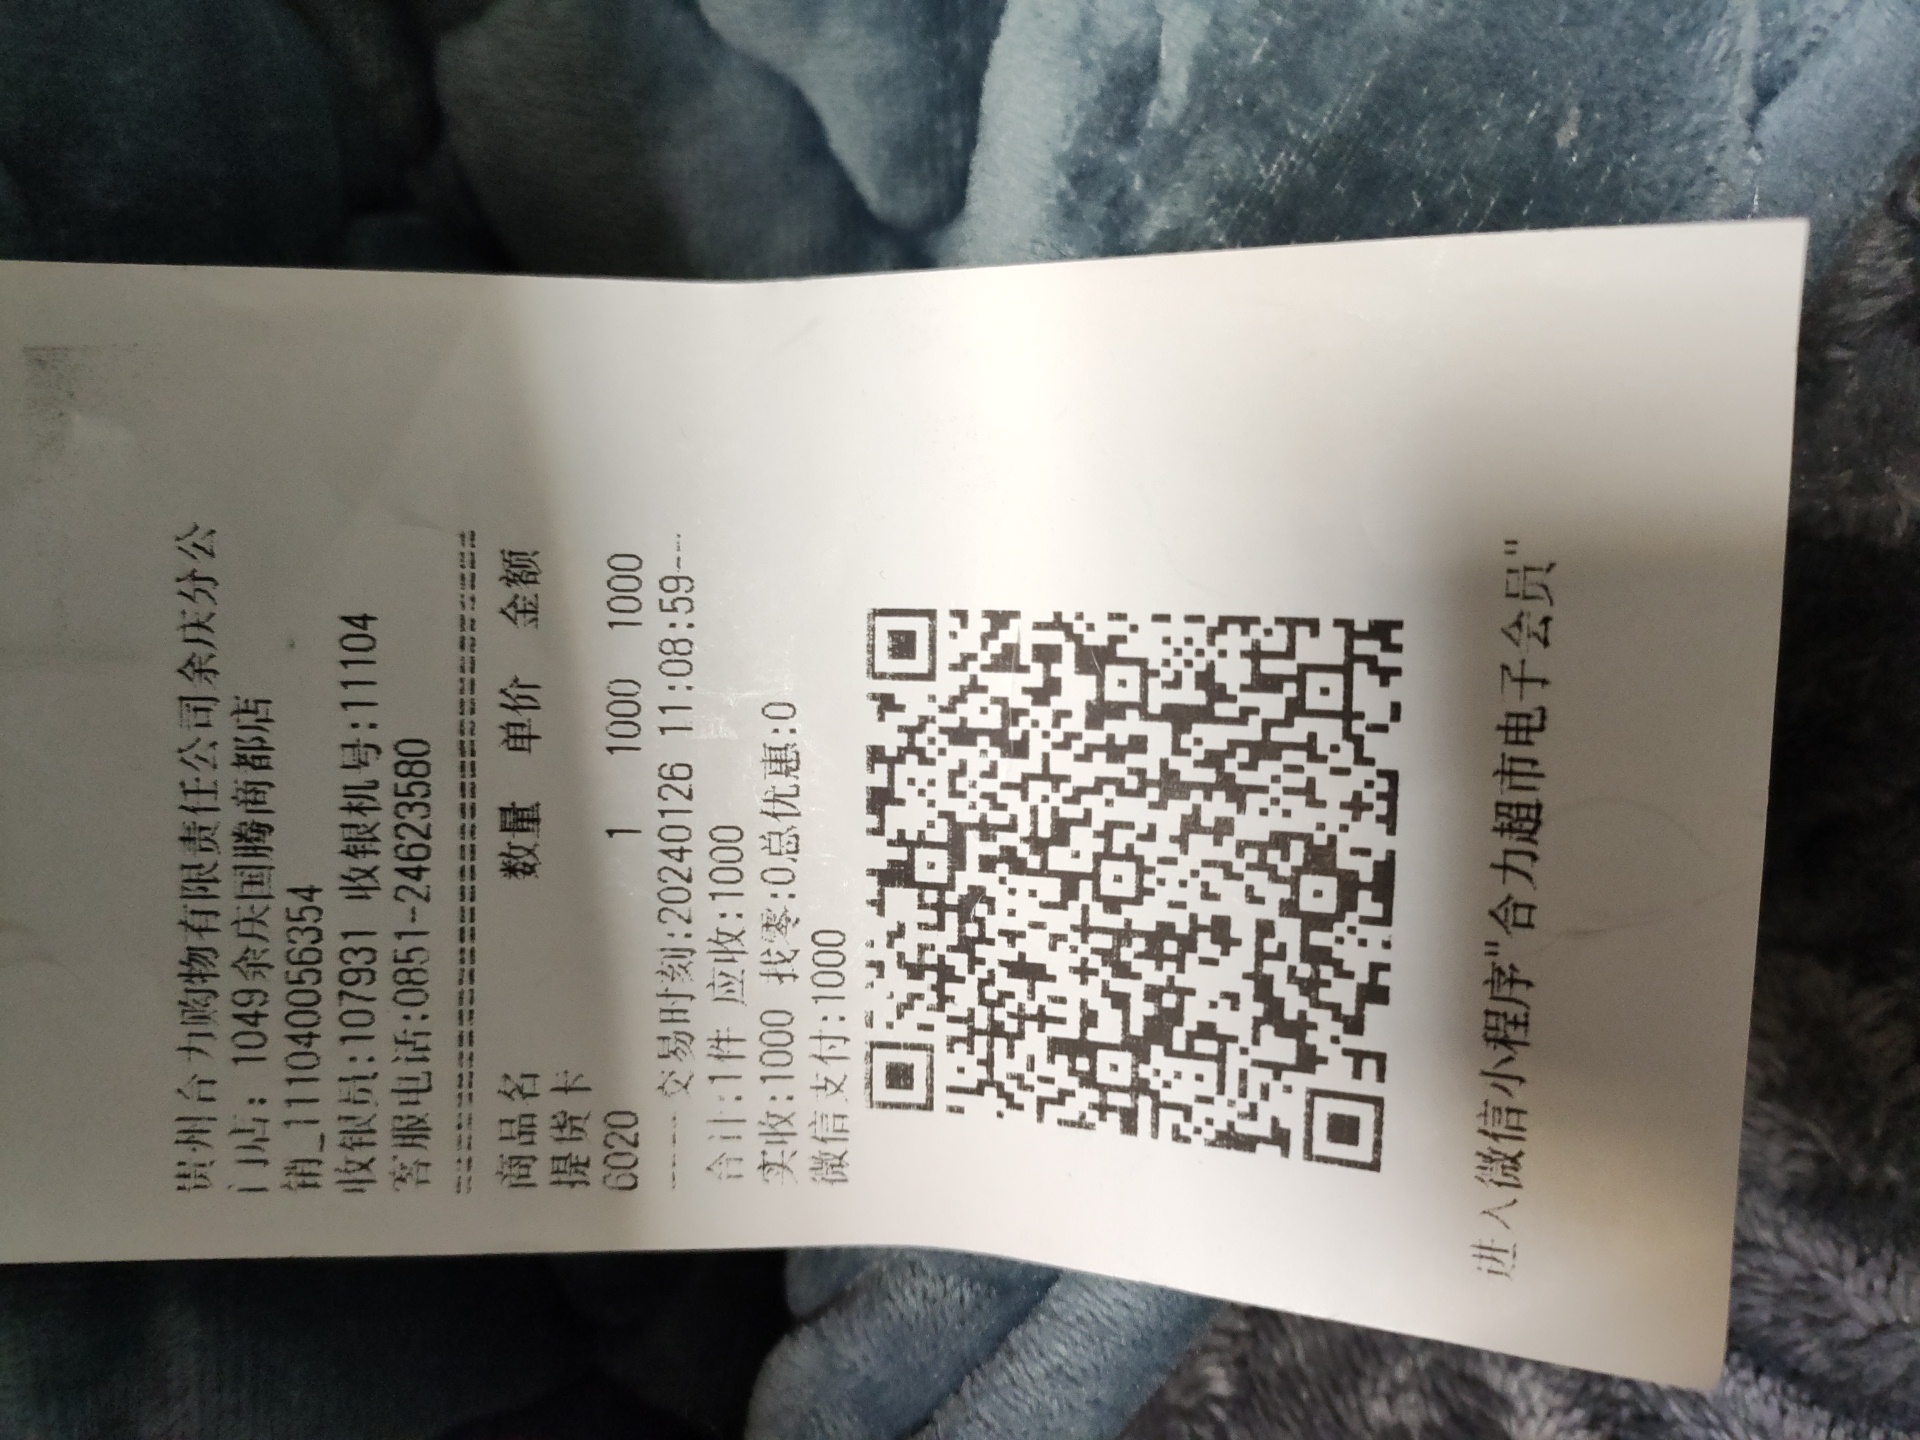 贵州合力购物有限责任公司余庆分公
门店: 1049余庆国腾商都店
销_11104005 6354
收银员:107931 收银机号:11104
客服电话:0851-24623580
商品名 数量 单价 金额
提货卡
6020 1 1000 1000
---- 交易时刻:20240126 11:08:59---
合计:1件 应收:1000
实收:1000 找零:0总优惠:0
微信支付:1000
进入微信小程序"合力超市电子会员"